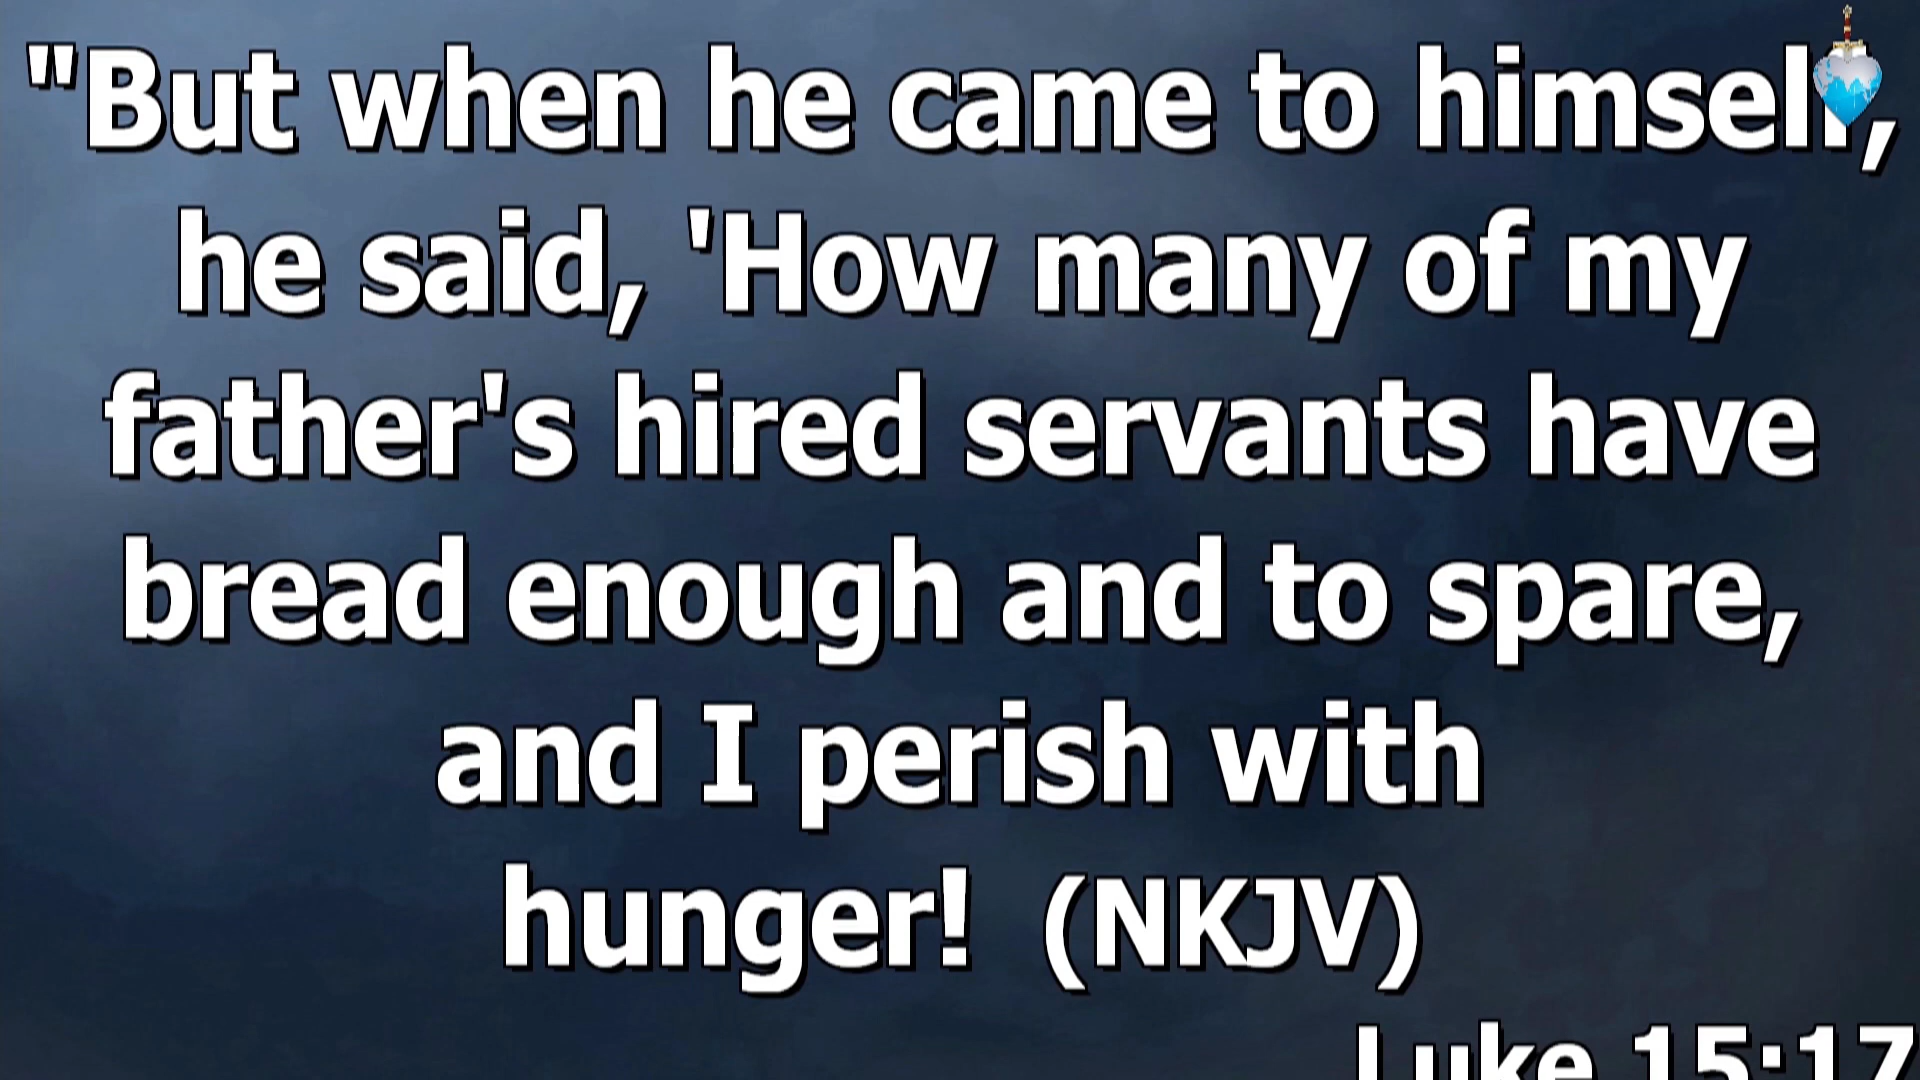 "But when he came to himself,
he said, 'How many of my
father's hired servants have
bread enough and to spare,
and I perish with
hunger!  (NKJV)
Luke 15:17